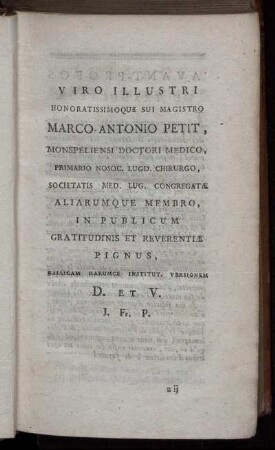 VIRO ILLUSTRI
HONORATISSIMOQUE SUI MAGISTRO
MARCO-ANTONIO PETIT,
MONSPELIENSI DOCTORI MEDICO,
PRIMARIO NOSOC. LUGD. CHIRURGO,
SOCIETATIS MED. LUG. CONGREGATÆ
ALIARUMQUE MEMBRO,
IN PUBLICUM
GRATITUDINIS ET REVERENTIÆ
PIGNUS,
GALLICAM HARUMCE INSTITUT. VERSIONEM
D. ET V.
J. Fr. P.
a ij